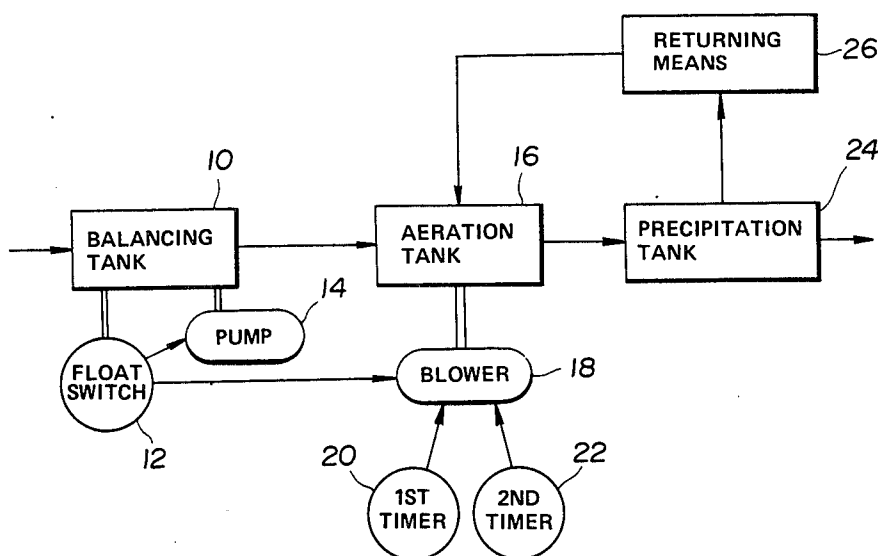 RETURNING
MEANS
26
10
16
24
BALANCING
TANK
AERATION
TANK
PRECIPITATION
TANK
14
PUMP
FLOAT
SWITCH
12
BLOWER
18
20
22
1ST
TIMER
2ND
TIMER